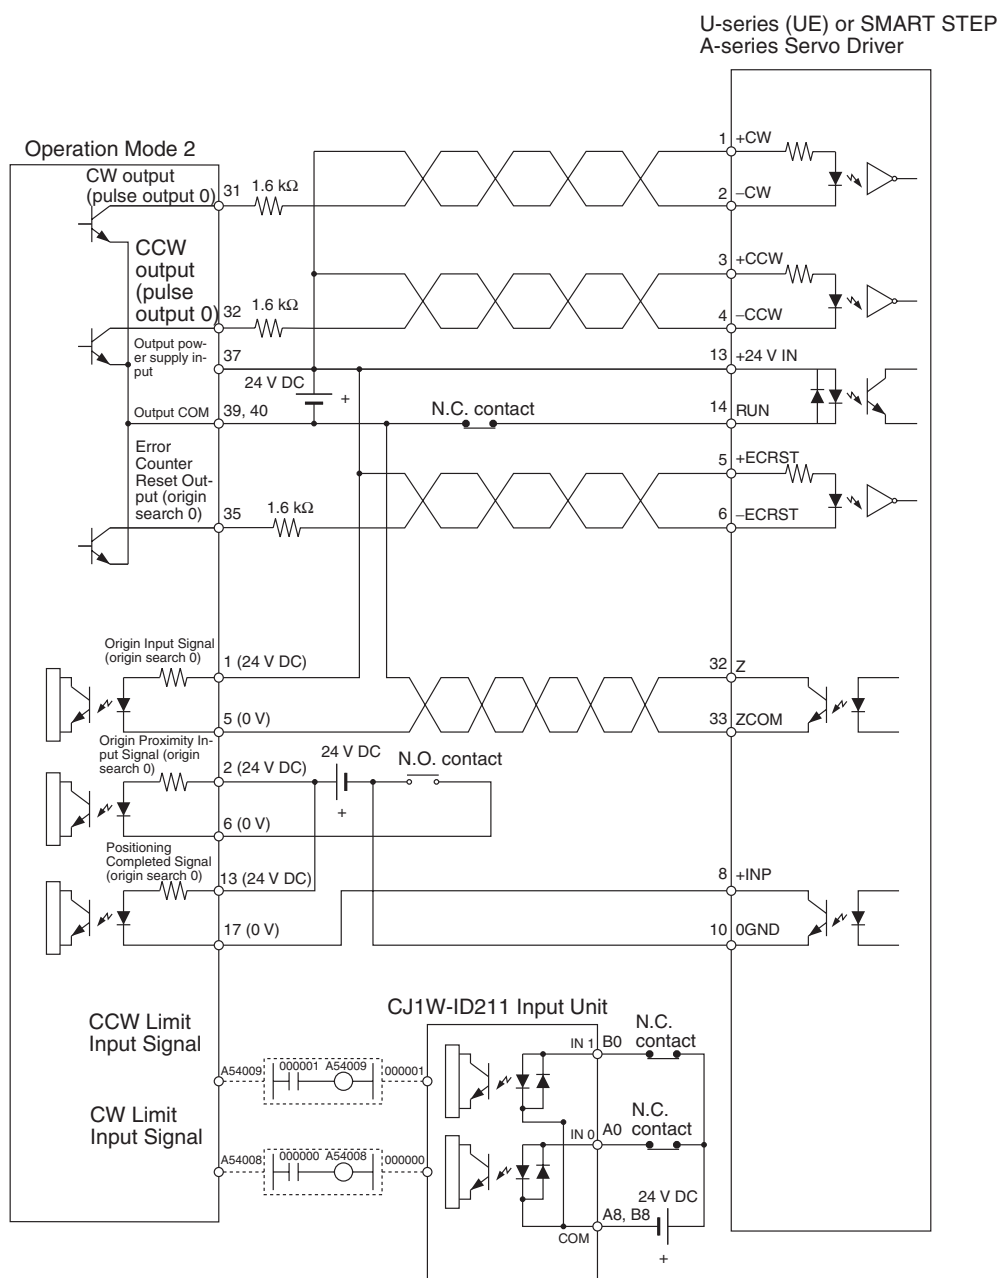 U-series (UE) or SMART STEP
A-series Servo Driver
Operation Mode 2
CW output
(pulse output 0)
31
1.6 kΩ
1
+CW
2
–CW
CCW
output
(pulse
output 0)
32
1.6 kΩ
3
+CCW
4
–CCW
Output pow-
er supply in-
put
37
13
+24 V IN
24 V DC
+
Output COM
39, 40
N.C. contact
14
RUN
Error
Counter
Reset Out-
put (origin
search 0)
35
1.6 kΩ
5
+ECRST
6
–ECRST
Origin Input Signal
(origin search 0)
1 (24 V DC)
5 (0 V)
32
Z
33
ZCOM
Origin Proximity In-
put Signal (origin
search 0)
2 (24 V DC)
24 V DC
+
N.O. contact
6 (0 V)
Positioning
Completed Signal
(origin search 0)
13 (24 V DC)
17 (0 V)
8
+INP
10
0GND
CJ1W-ID211 Input Unit
CCW Limit
Input Signal
A54009
000001
A54009
000001
IN 1
B0
N.C.
contact
CW Limit
Input Signal
A54008
000000
A54008
000000
IN 0
A0
N.C.
contact
24 V DC
A8, B8
COM
+